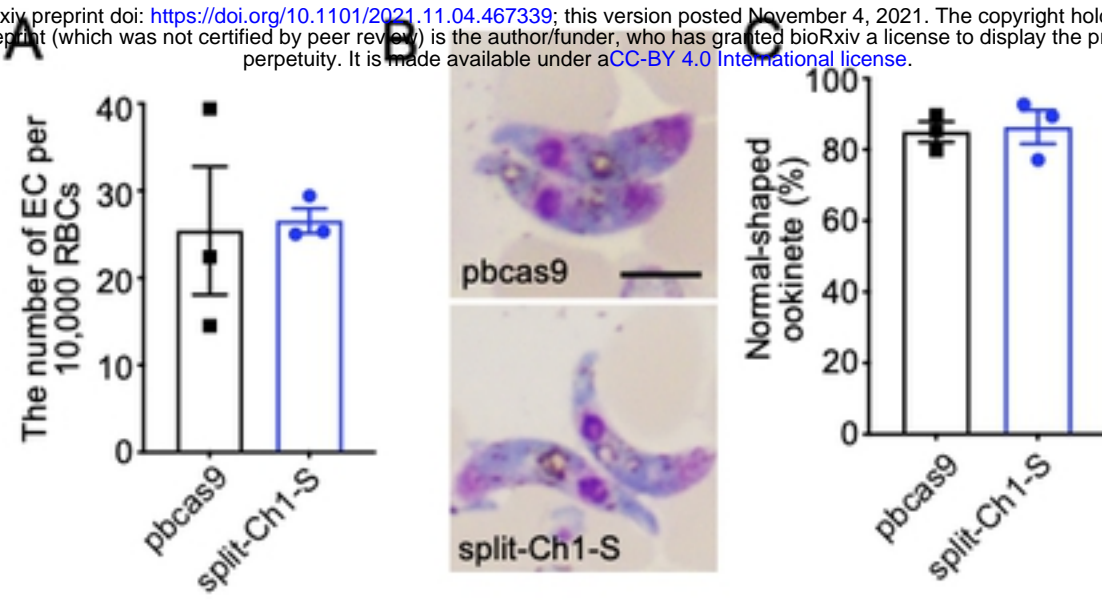 xiv preprint doi: https://doi.org/10.1101/2021.11.04.467339; this version posted November 4, 2021. The copyright hol
eprint (which was not certified by peer review) is the author/funder, who has granted bioRxiv a license to display the p
perpetuity. It is made available under aCC-BY 4.0 International license.
A
The number of EC per
10,000 RBCs
40
30
20
10
0
pbcas9
split-Ch1-S
B
pbcas9
split-Ch1-S
C
Normal-shaped
ookinete (%)
100
80
60
40
20
0
pbcas9
split-Ch1-S